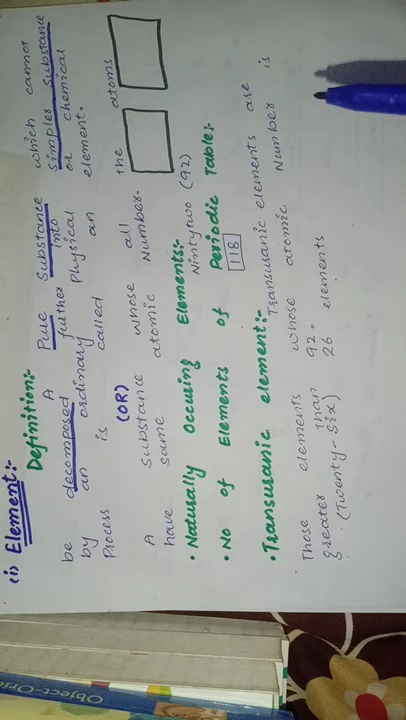 (i) Element:-
Definition:-
A Pure Substance which cannot
be decomposed into Simpler Substance
by an ordinary further Physical or chemical
Process is called an element.
(OR)
A Substance whose all the atoms
have same atomic Number.
• Naturally Occuring Elements:-
Nintytwo (92)
• No of Elements of Periodic Table:-
118
• Transuranic element:-
Transuranic elements are
Those elements whose atomic Number is
greater than 92.
(Twenty-Six) 26 elements
Object-Orie